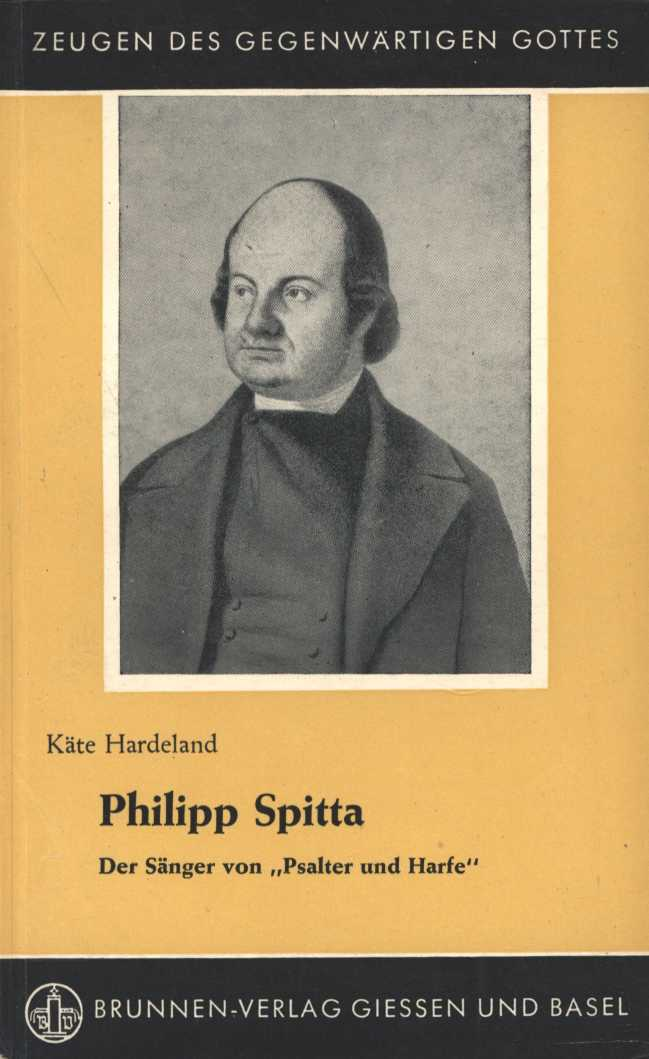 ZEUGEN DES GEGENWÄRTIGEN GOTTES
Käte Hardeland
Philipp Spitta
Der Sänger von „Psalter und Harfe"
B V
BRUNNEN-VERLAG GIESSEN UND BASEL